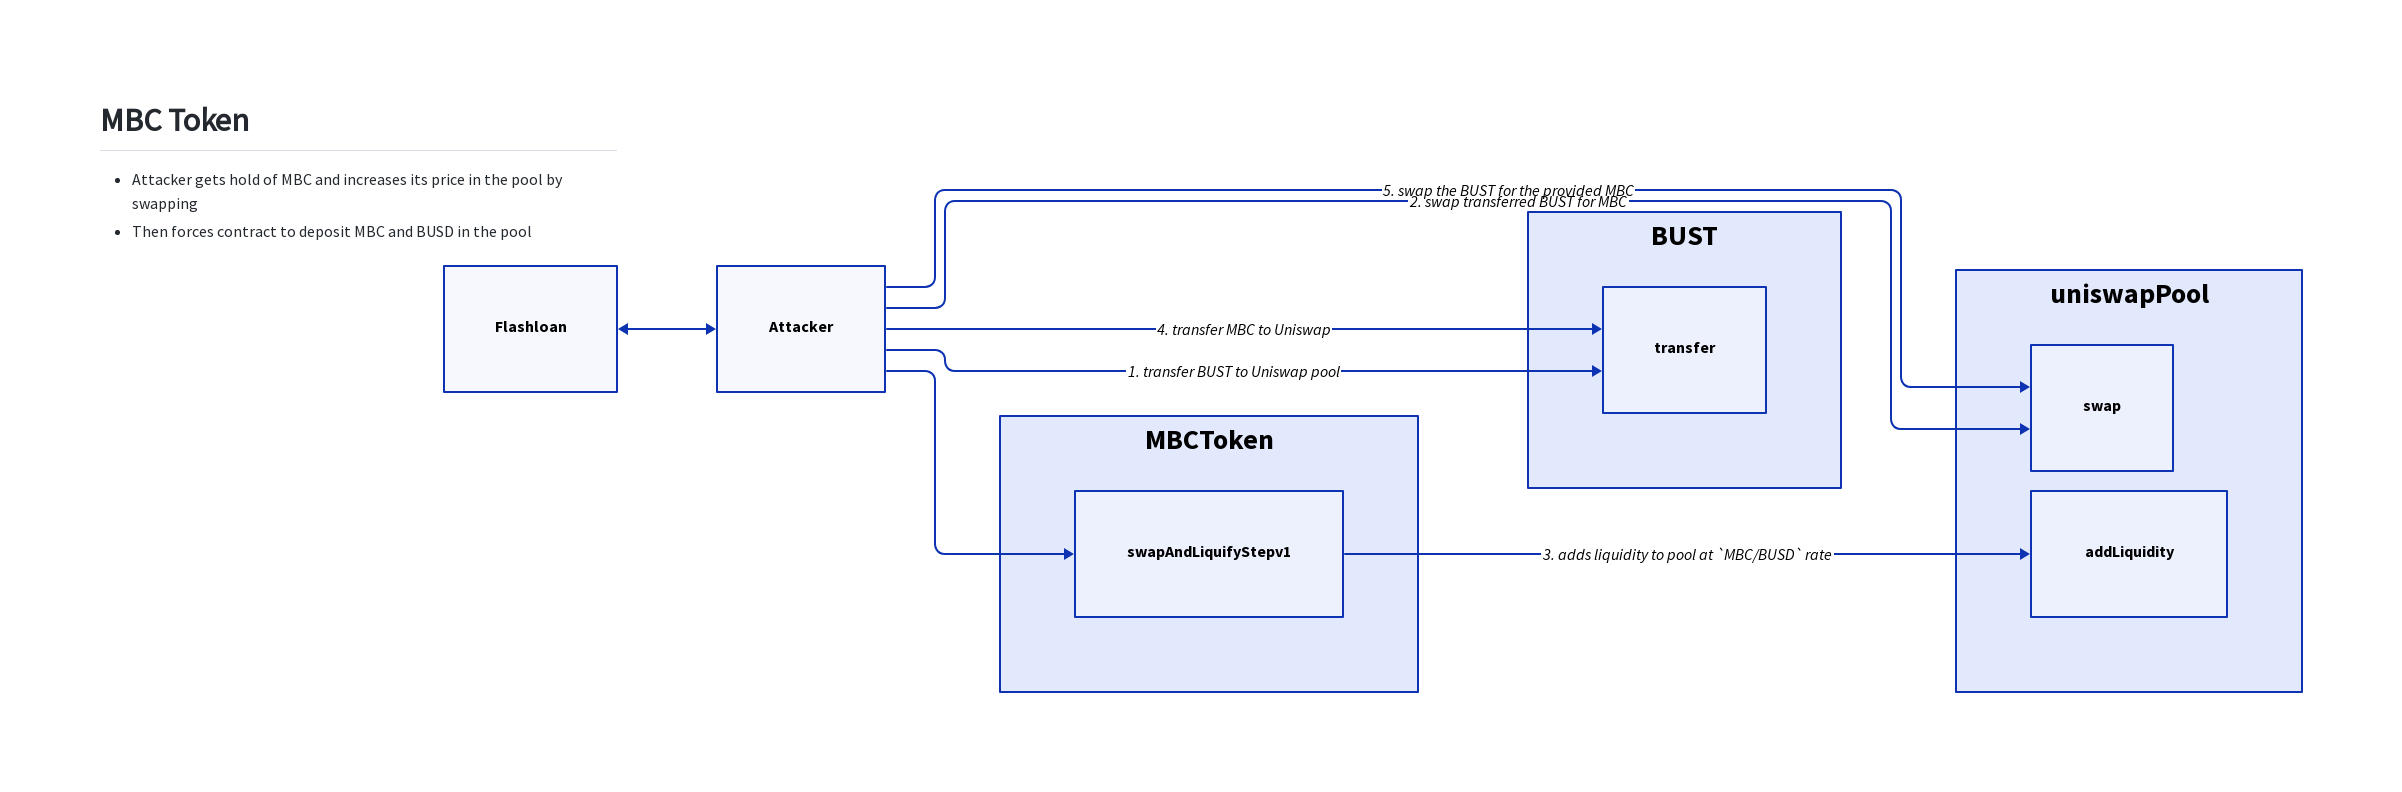 MBC Token
• Attacker gets hold of MBC and increases its price in the pool by
swapping
• Then forces contract to deposit MBC and BUSD in the pool
5. swap the BUST for the provided MBC
2. swap transferred BUST for MBC
BUST
uniswapPool
Flashloan
Attacker
4. transfer MBC to Uniswap
transfer
1. transfer BUST to Uniswap pool
swap
MBCToken
swapAndLiquifyStepv1
3. adds liquidity to pool at `MBC/BUSD` rate
addLiquidity